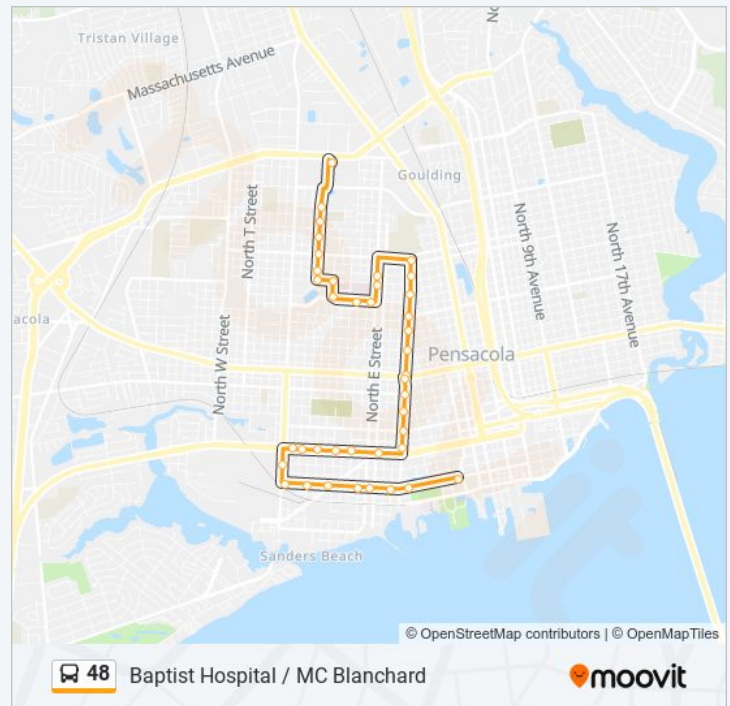 No
Tristan Village
Massachusetts Avenue
Goulding
North T Street
North 9th Avenue
North 17th Avenue
acola
North W Street
North E Street
Pensacola
Sanders Beach
© OpenStreetMap contributors | © OpenMapTiles
48 Baptist Hospital / MC Blanchard
moovit